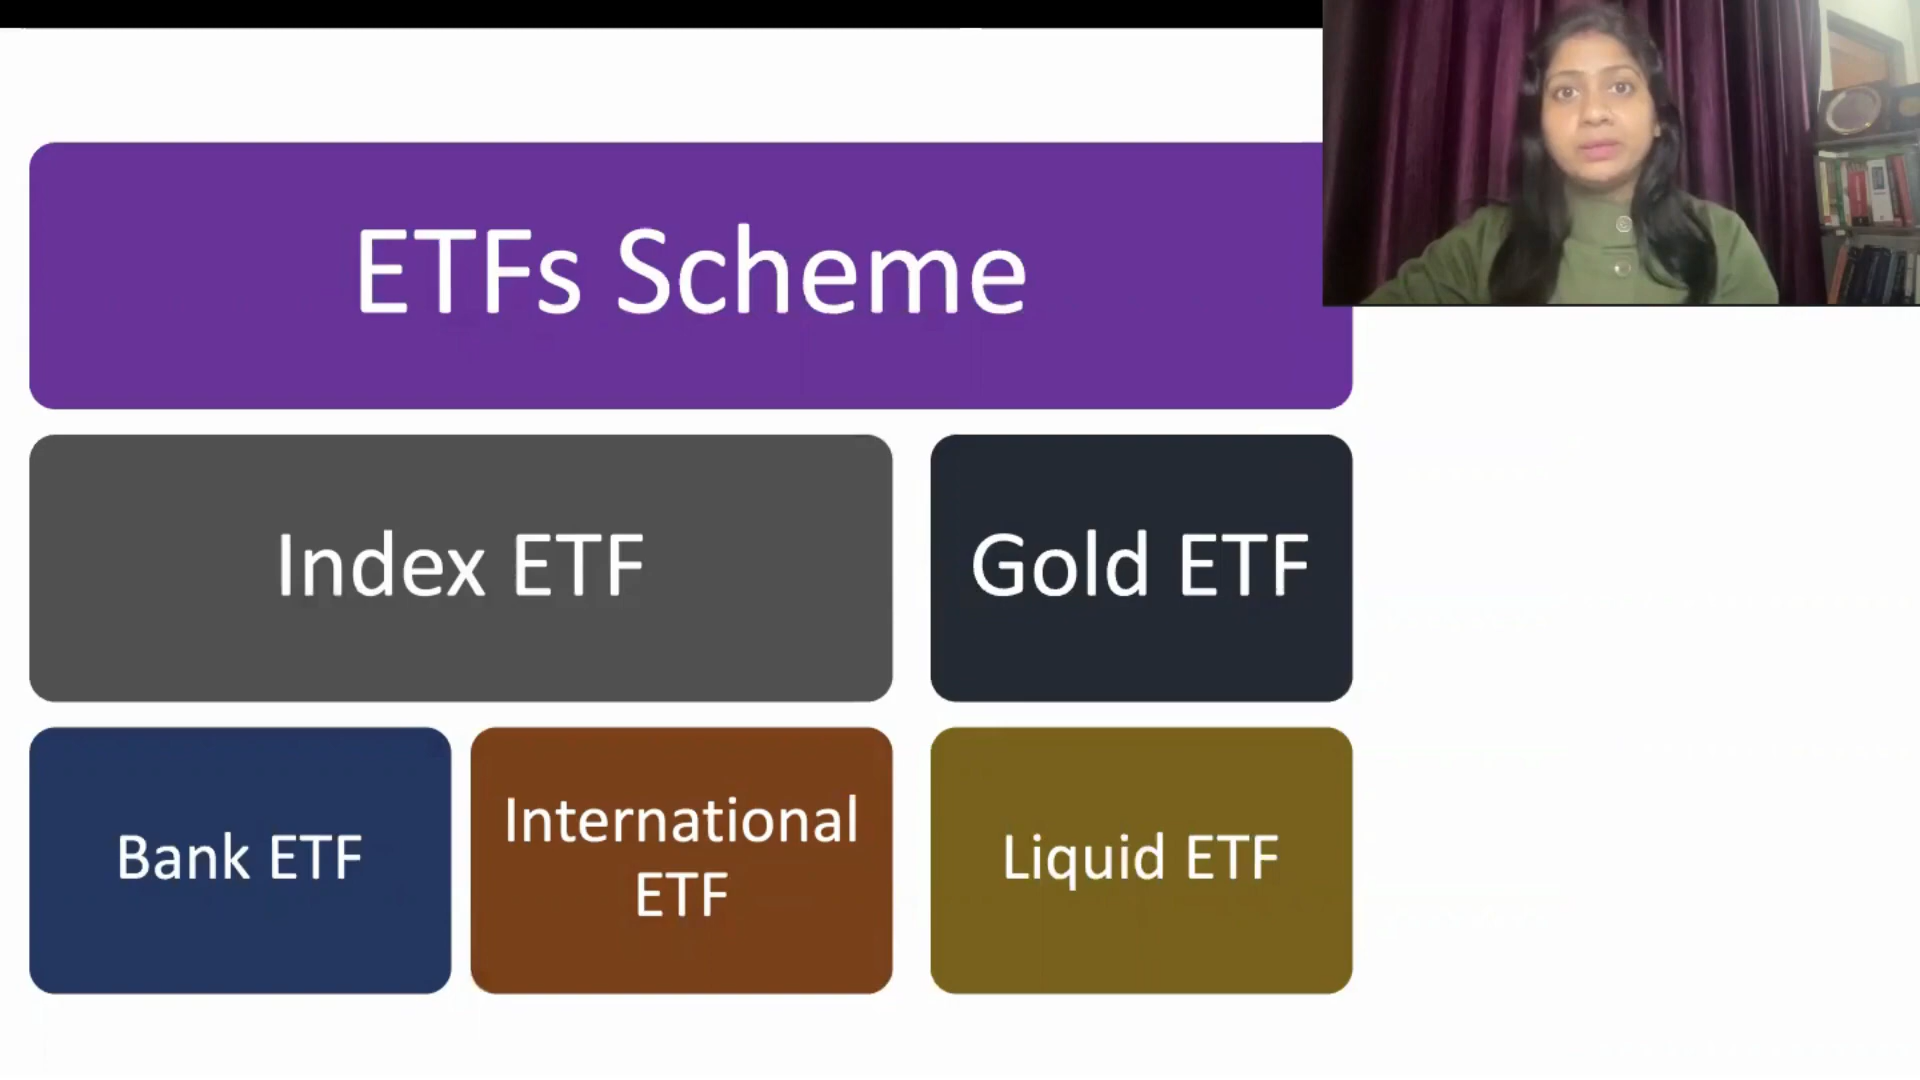 ETFs Scheme
Index ETF
Gold ETF
Bank ETF
International
ETF
Liquid ETF